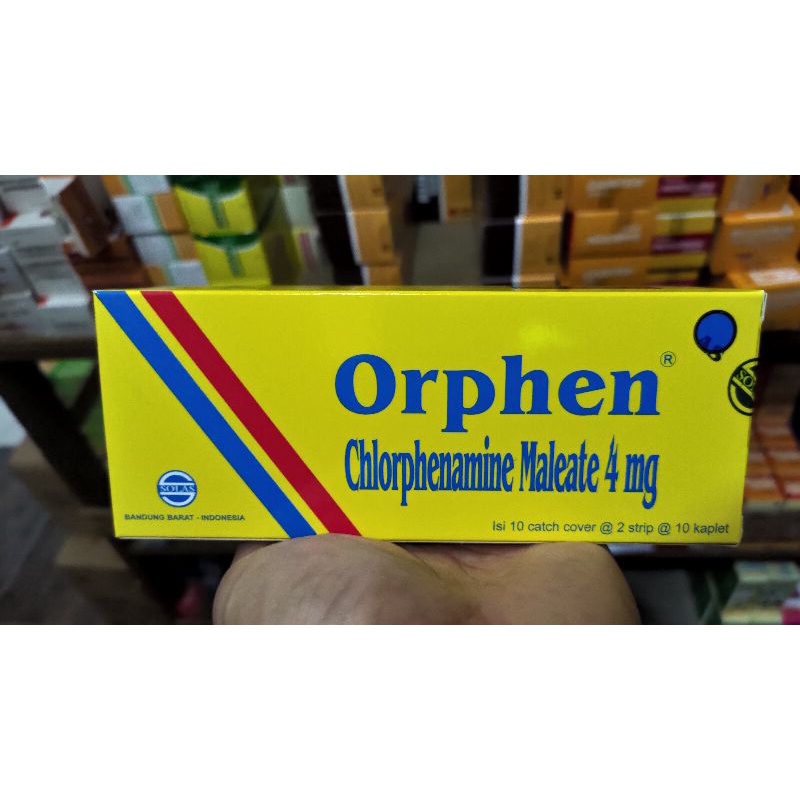 Orphen®
Chlorphenamine Maleate 4 mg
SOLAS
BANDUNG BARAT - INDONESIA
Isi 10 catch cover @ 2 strip @ 10 kaplet